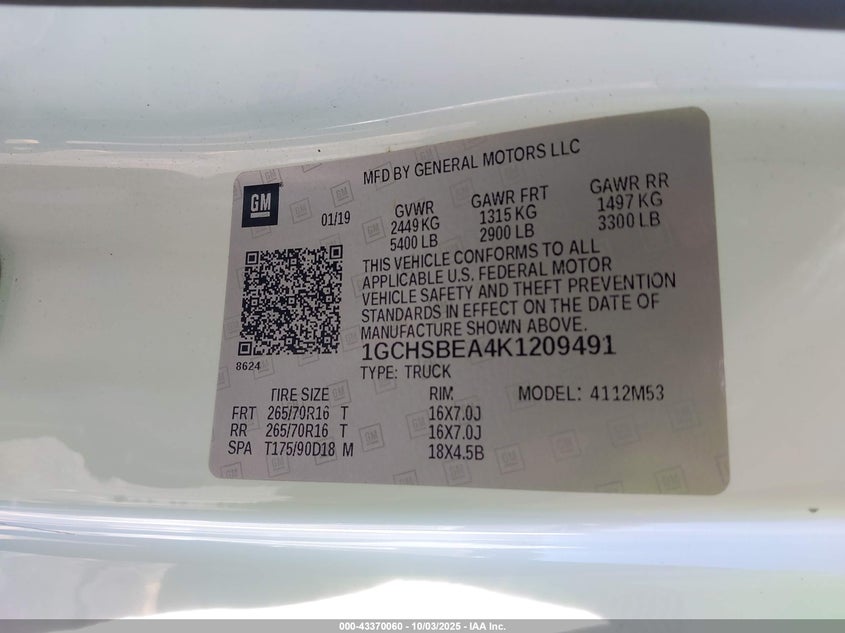 MFD BY GENERAL MOTORS LLC
GM
01/19
GVWR
2449 KG
5400 LB
GAWR FRT
1315 KG
2900 LB
GAWR RR
1497 KG
3300 LB
THIS VEHICLE CONFORMS TO ALL
APPLICABLE U.S. FEDERAL MOTOR
VEHICLE SAFETY AND THEFT PREVENTION
STANDARDS IN EFFECT ON THE DATE OF
MANUFACTURE SHOWN ABOVE.
8624
1GCHSBEA4K1209491
TYPE: TRUCK
TIRE SIZE RIM MODEL: 4112M53
FRT 265/70R16 T 16X7.0J
RR 265/70R16 T 16X7.0J
SPA T175/90D18 M 18X4.5B
000-43370060 - 10/03/2025 - IAA Inc.